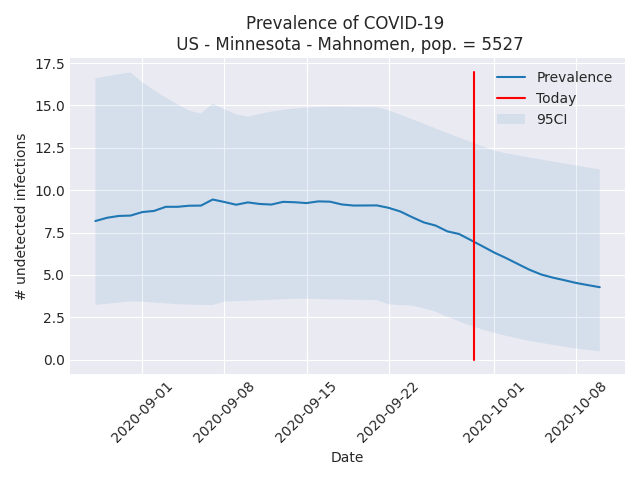 Prevalence of COVID-19
US - Minnesota - Mahnomen, pop. = 5527
17.5
15.0
12.5
10.0
7.5
5.0
2.5
0.0
# undetected infections
Prevalence
Today
95CI
2020-09-01
2020-09-08
2020-09-15
2020-09-22
2020-10-01
2020-10-08
Date